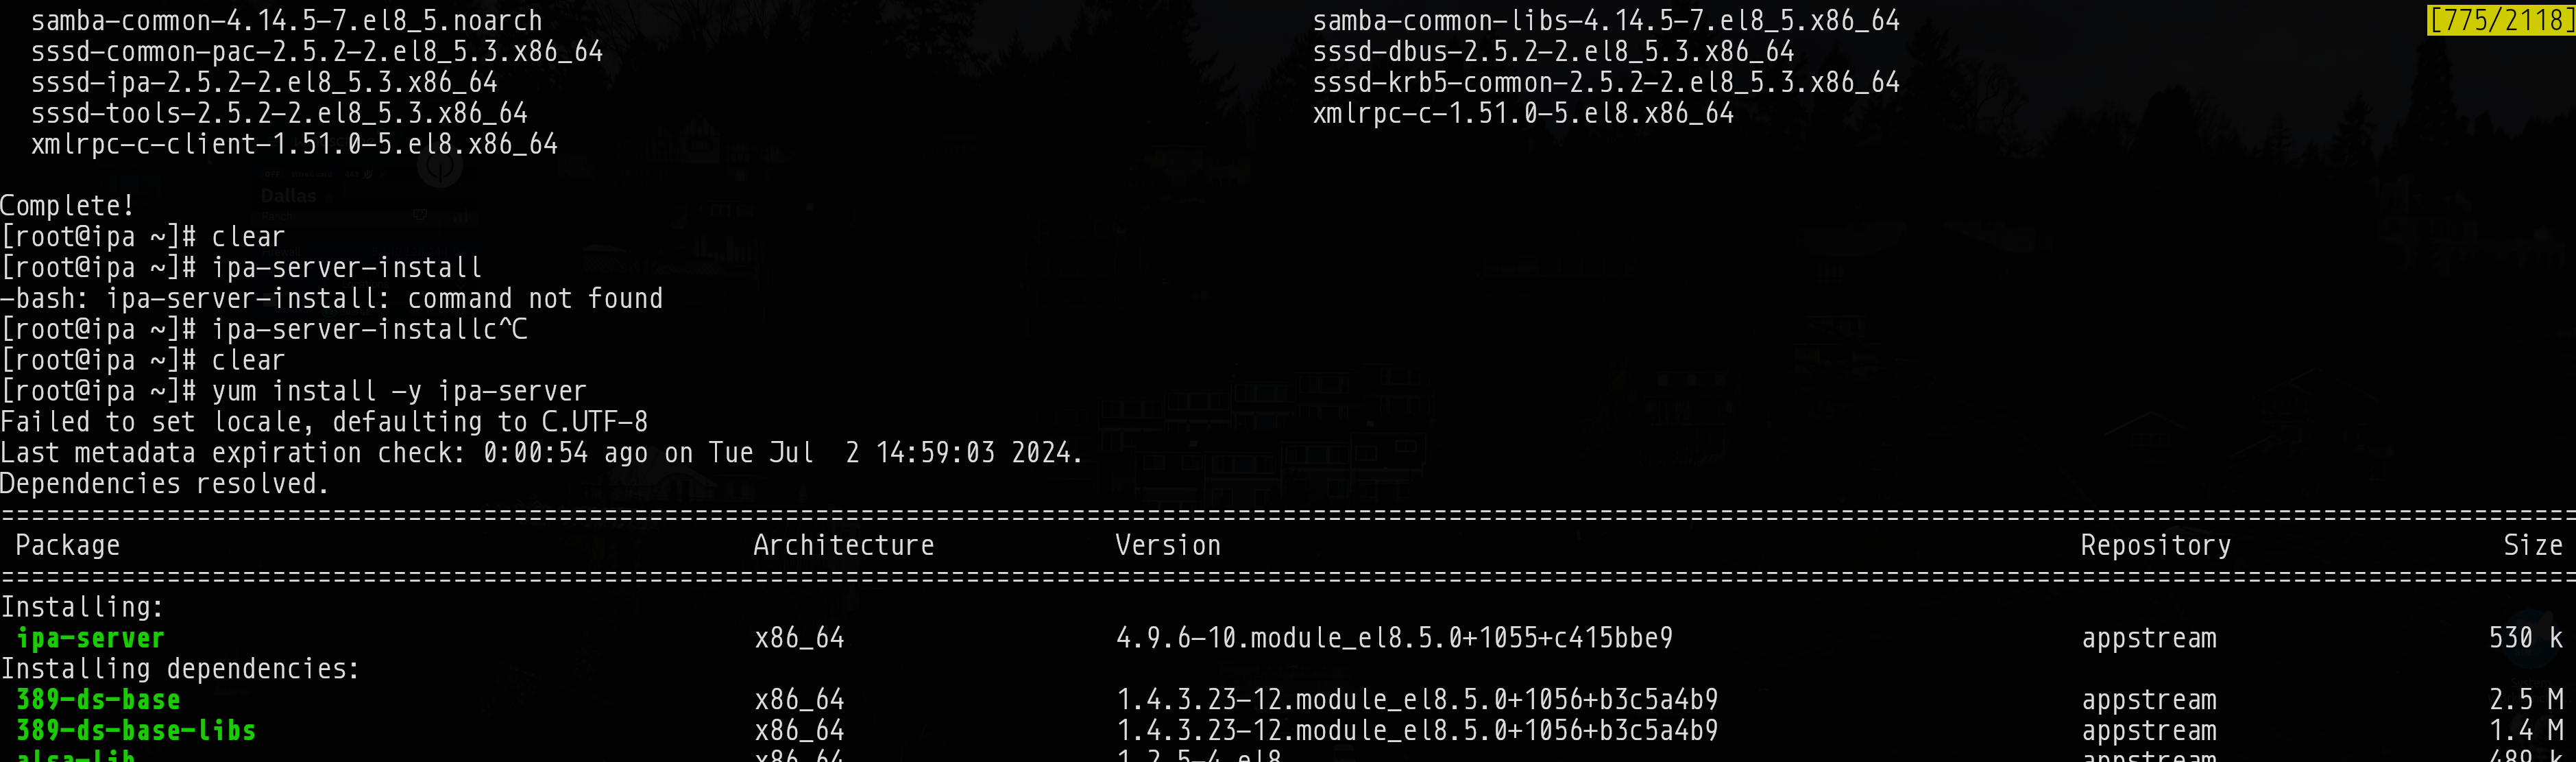 samba-common-4.14.5-7.el8_5.noarch samba-common-libs-4.14.5-7.el8_5.x86_64 [775/2118]
sssd-common-pac-2.5.2-2.el8_5.3.x86_64 sssd-dbus-2.5.2-2.el8_5.3.x86_64
sssd-ipa-2.5.2-2.el8_5.3.x86_64 sssd-krb5-common-2.5.2-2.el8_5.3.x86_64
sssd-tools-2.5.2-2.el8_5.3.x86_64 xmlrpc-c-1.51.0-5.el8.x86_64
xmlrpc-c-client-1.51.0-5.el8.x86_64
Dallas
Complete!
[root@ipa ~]# clear
[root@ipa ~]# ipa-server-install
-bash: ipa-server-install: command not found
[root@ipa ~]# ipa-server-installc^C
[root@ipa ~]# clear
[root@ipa ~]# yum install -y ipa-server
Failed to set locale, defaulting to C.UTF-8
Last metadata expiration check: 0:00:54 ago on Tue Jul  2 14:59:03 2024.
Dependencies resolved.
Package Architecture Version Repository Size
Installing:
ipa-server x86_64 4.9.6-10.module_el8.5.0+1055+c415bbe9 appstream 530 k
Installing dependencies:
389-ds-base x86_64 1.4.3.23-12.module_el8.5.0+1056+b3c5a4b9 appstream 2.5 M
389-ds-base-libs x86_64 1.4.3.23-12.module_el8.5.0+1056+b3c5a4b9 appstream 1.4 M
alsa-lib x86_64 1.2.5-4.el8 appstream 489 k